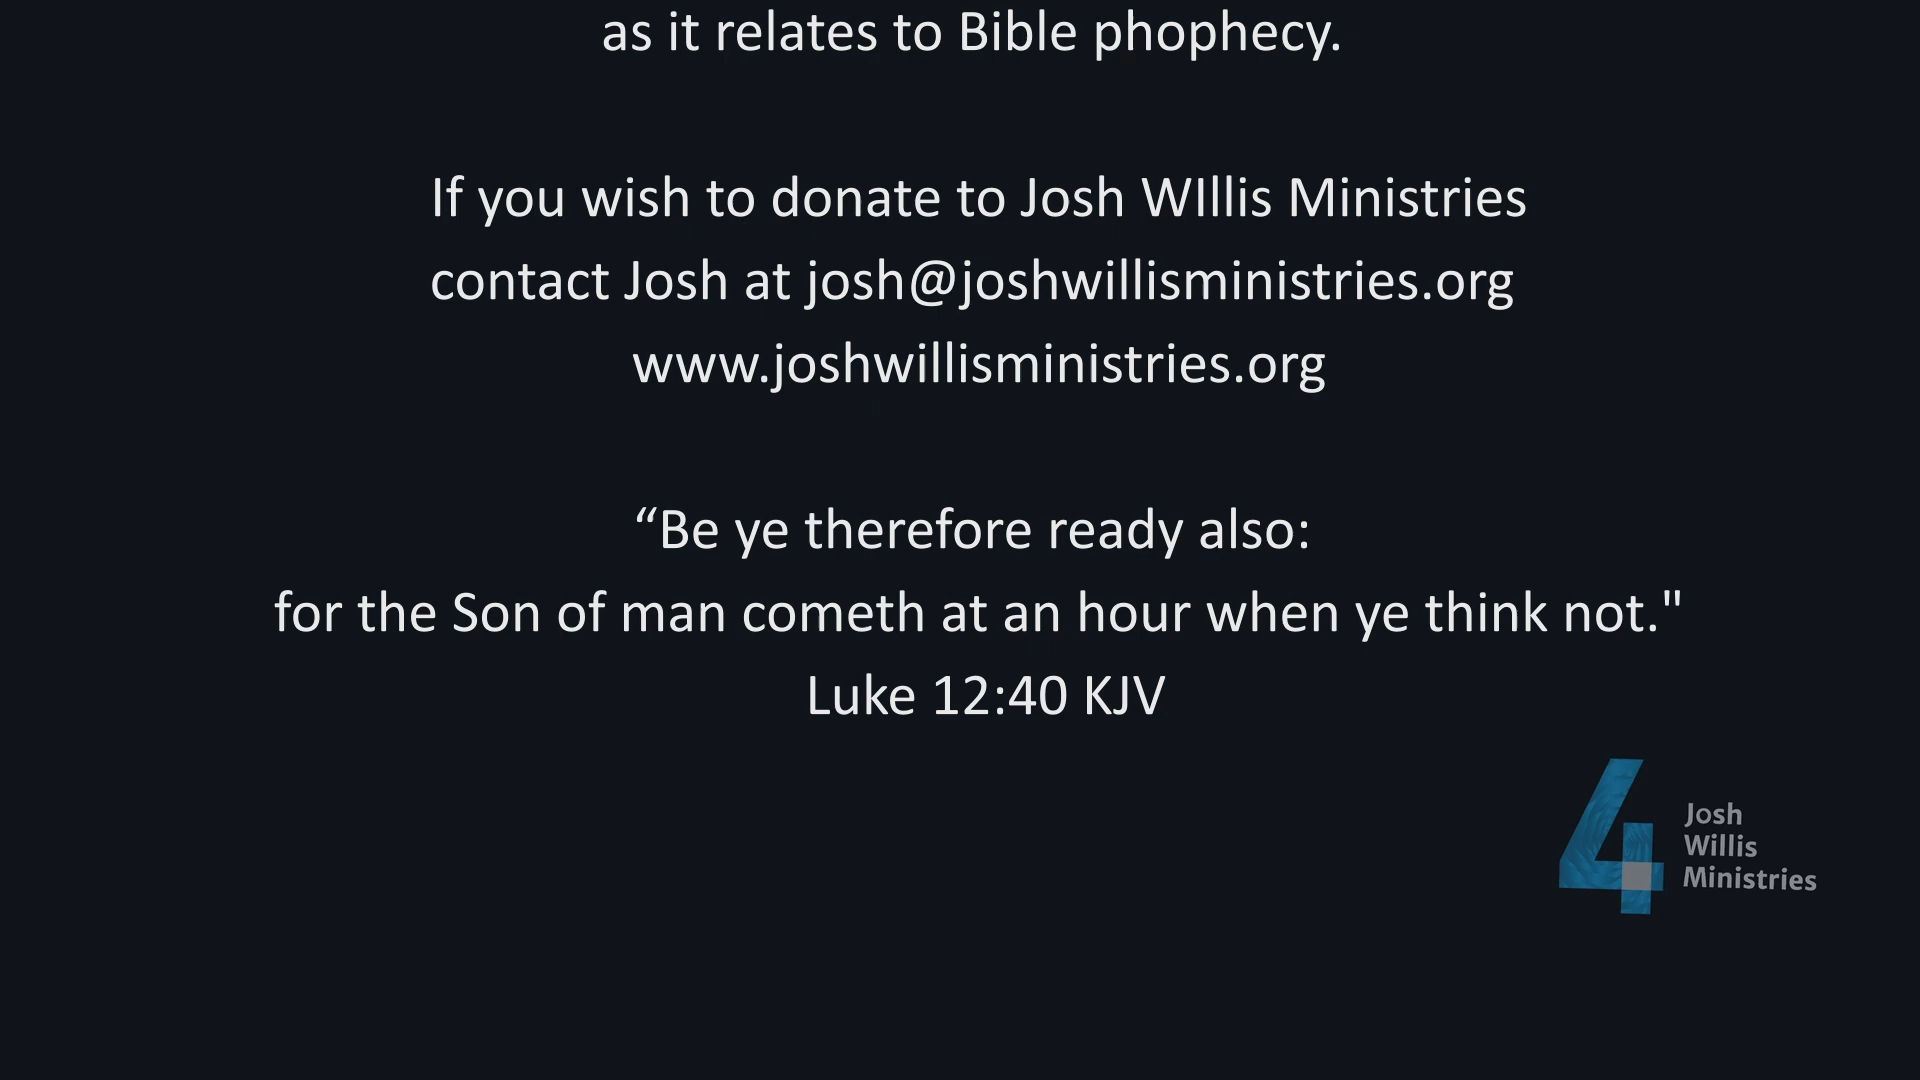 as it relates to Bible phophecy.
If you wish to donate to Josh WIllis Ministries
contact Josh at josh@joshwillisministries.org
www.joshwillisministries.org
“Be ye therefore ready also:
for the Son of man cometh at an hour when ye think not."
Luke 12:40 KJV
4
Josh
Willis
Ministries